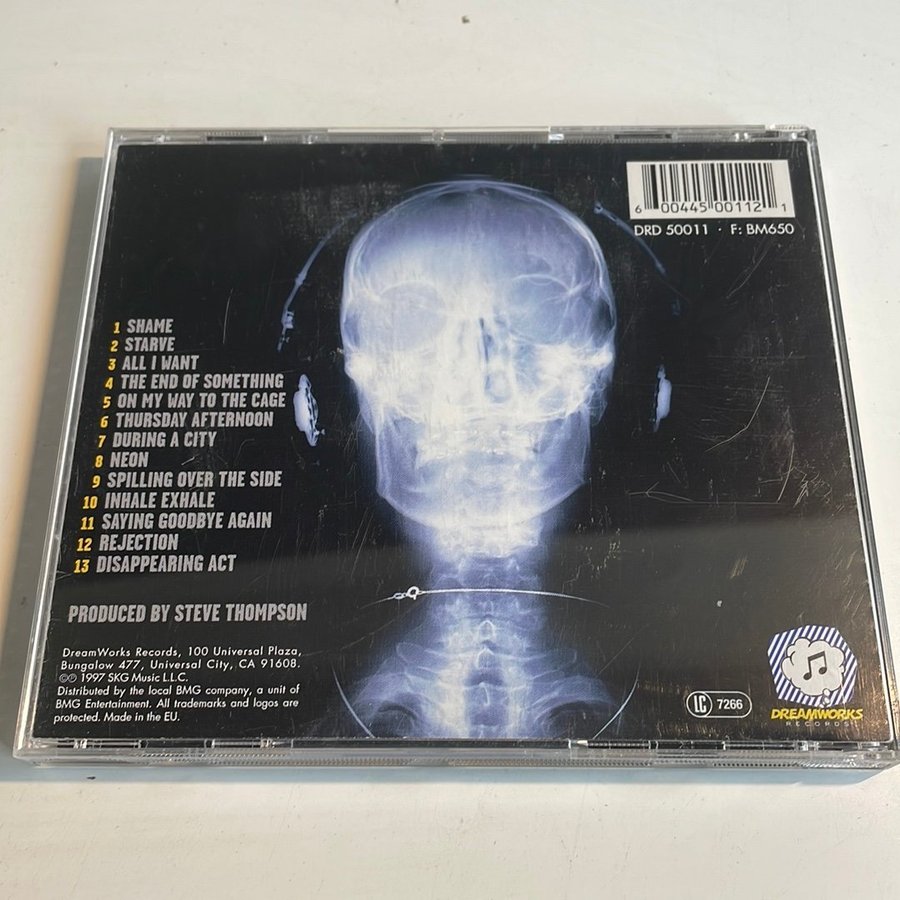 6 00445 00112 1
DRD 50011 · F: BM650
1 SHAME
2 STARVE
3 ALL I WANT
4 THE END OF SOMETHING
5 ON MY WAY TO THE CAGE
6 THURSDAY AFTERNOON
7 DURING A CITY
8 NEON
9 SPILLING OVER THE SIDE
10 INHALE EXHALE
11 SAYING GOODBYE AGAIN
12 REJECTION
13 DISAPPEARING ACT
PRODUCED BY STEVE THOMPSON
DreamWorks Records, 100 Universal Plaza,
Bungalow 477, Universal City, CA 91608.
©℗ 1997 SKG Music L.L.C.
Distributed by the local BMG company, a unit of
BMG Entertainment. All trademarks and logos are
protected. Made in the EU.
LC 7266
DREAMWORKS
RECORDS